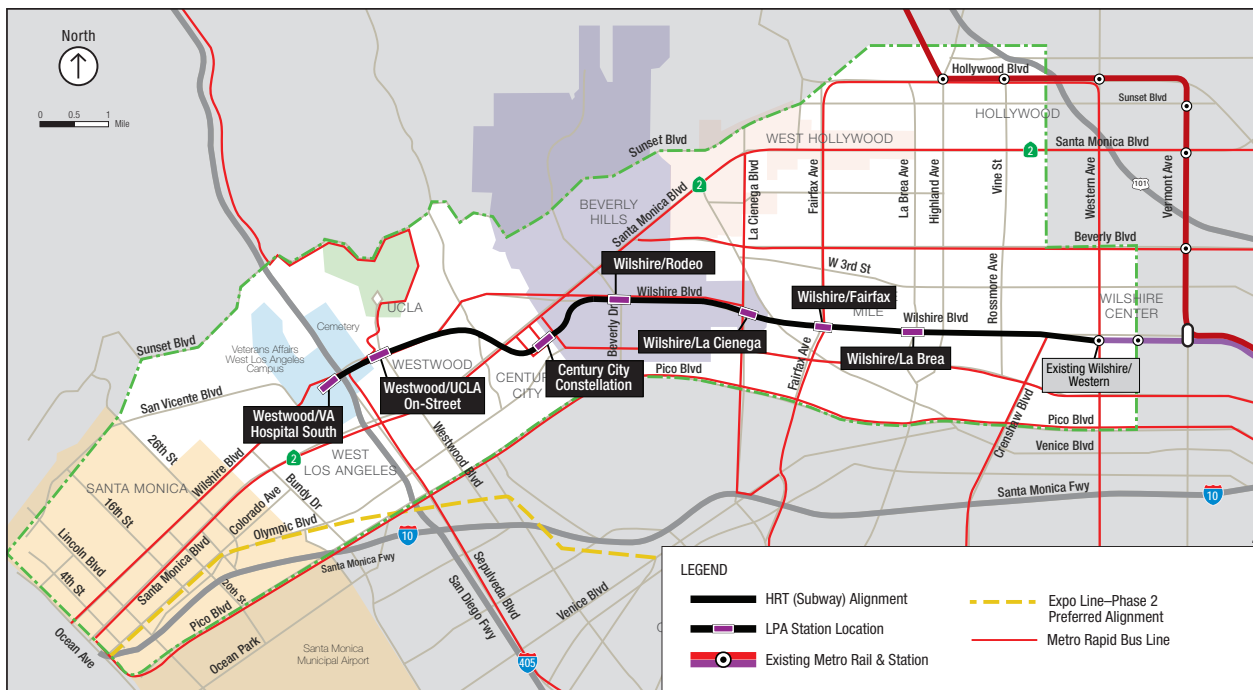 North
0
0.5
1
Mile
Hollywood Blvd
Sunset Blvd
HOLLYWOOD
WEST HOLLYWOOD
Santa Monica Blvd
2
Sunset Blvd
2
101
BEVERLY
HILLS
Santa Monica Blvd
La Cienega Blvd
Fairfax Ave
La Brea Ave
Highland Ave
Vine St
Western Ave
Vermont Ave
Beverly Blvd
W 3rd St
Rossmore Ave
Wilshire/Rodeo
Wilshire Blvd
Wilshire/Fairfax
MILE
Wilshire Blvd
WILSHIRE
CENTER
UCLA
Cemetery
Veterans Affairs
West Los Angeles
Campus
Sunset Blvd
WESTWOOD
Beverly Dr
Wilshire/La Cienega
Wilshire/La Brea
Existing Wilshire/
Western
Fairfax Ave
Westwood/UCLA
On-Street
CENTURY
CITY
Century City
Constellation
Pico Blvd
San Vicente Blvd
Westwood/VA
Hospital South
Crenshaw Blvd
Pico Blvd
Venice Blvd
26th St
Wilshire Blvd
2
WEST
LOS ANGELES
Westwood Blvd
SANTA MONICA
16th St
Colorado Ave
Bundy Dr
Olympic Blvd
Santa Monica Fwy
10
Lincoln Blvd
4th St
Santa Monica Blvd
10
Santa Monica Fwy
20th St
Pico Blvd
Sepulveda Blvd
San Diego Fwy
Venice Blvd
Ocean Ave
Ocean Park
Santa Monica
Municipal Airport
405
LEGEND
HRT (Subway) Alignment
LPA Station Location
Existing Metro Rail & Station
Expo Line–Phase 2
Preferred Alignment
Metro Rapid Bus Line